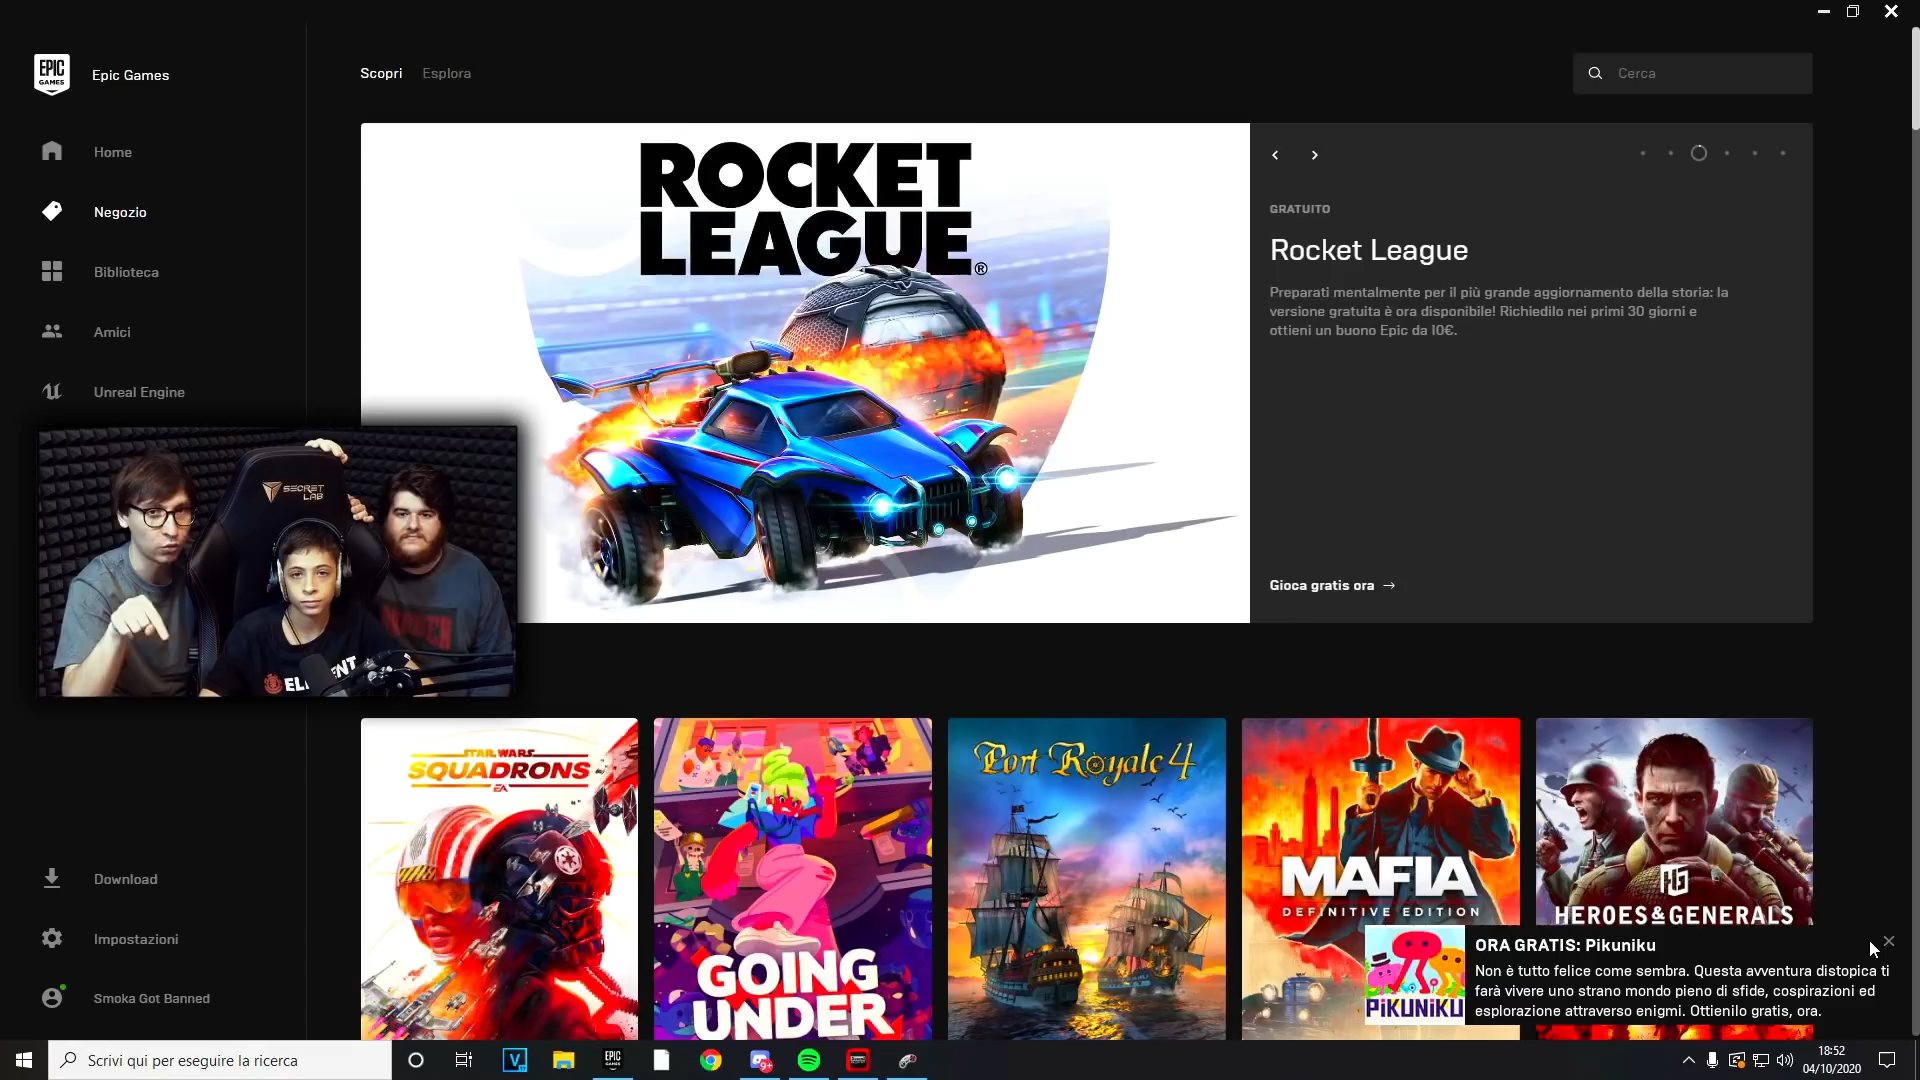 EPIC
GAMES
Epic Games
Scopri
Esplora
Cerca
Home
Negozio
Biblioteca
Amici
Unreal Engine
ROCKET
LEAGUE®
GRATUITO
Rocket League
Preparati mentalmente per il più grande aggiornamento della storia: la
versione gratuita è ora disponibile! Richiedilo nei primi 30 giorni e
ottieni un buono Epic da 10€.
Gioca gratis ora →
SECRET
LAB
STAR WARS
SQUADRONS
EA
GOING
UNDER
Port Royale 4
MAFIA
DEFINITIVE EDITION
HEROES & GENERALS
PIKUNIKU
ORA GRATIS: Pikuniku
Non è tutto felice come sembra. Questa avventura distopica ti
farà vivere uno strano mondo pieno di sfide, cospirazioni ed
esplorazione attraverso enigmi. Ottienilo gratis, ora.
Download
Impostazioni
Smoka Got Banned
Scrivi qui per eseguire la ricerca
EPIC
GAMES
18:52
04/10/2020